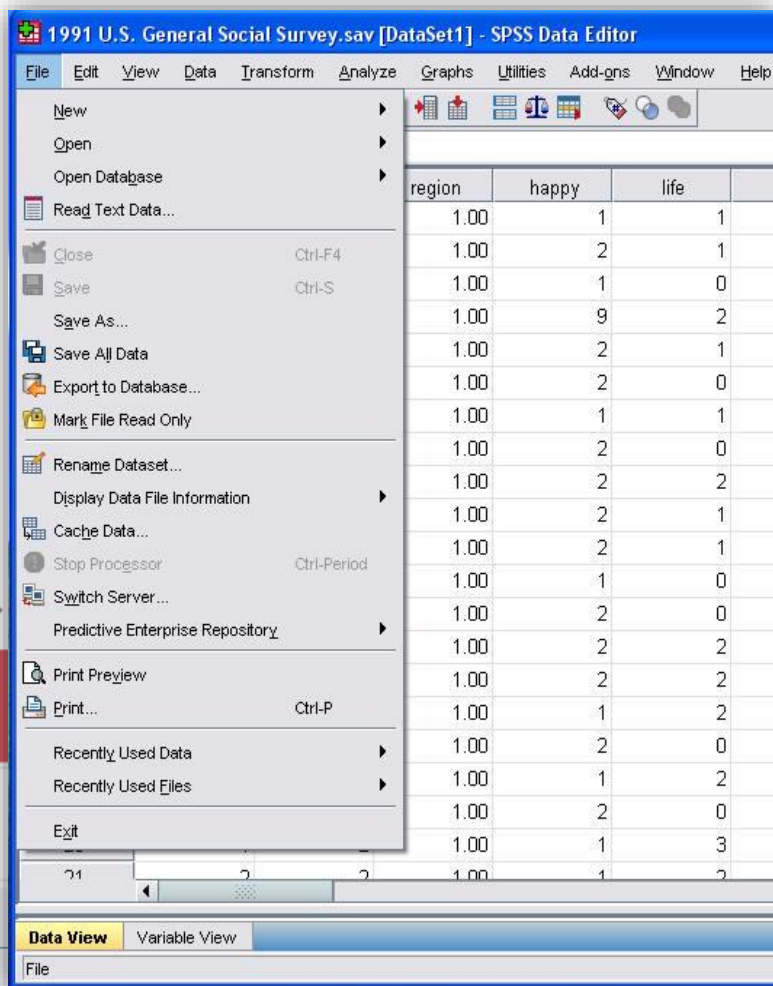 1991 U.S. General Social Survey.sav [DataSet1] - SPSS Data Editor
File Edit View Data Transform Analyze Graphs Utilities Add-ons Window Help
New
Open
Open Database
Read Text Data...
Close Ctrl-F4
Save Ctrl-S
Save As...
Save All Data
Export to Database...
Mark File Read Only
Rename Dataset...
Display Data File Information
Cache Data...
Stop Processor Ctrl-Period
Switch Server...
Predictive Enterprise Repository
Print Preview
Print... Ctrl-P
Recently Used Data
Recently Used Files
Exit
region happy life
1.00 1 1
1.00 2 1
1.00 1 0
1.00 9 2
1.00 2 1
1.00 2 0
1.00 1 1
1.00 2 0
1.00 2 2
1.00 2 1
1.00 2 1
1.00 1 0
1.00 2 0
1.00 2 2
1.00 2 2
1.00 1 2
1.00 2 0
1.00 1 2
1.00 2 0
1.00 1 3
21 2 2 1.00 1 2
Data View Variable View
File